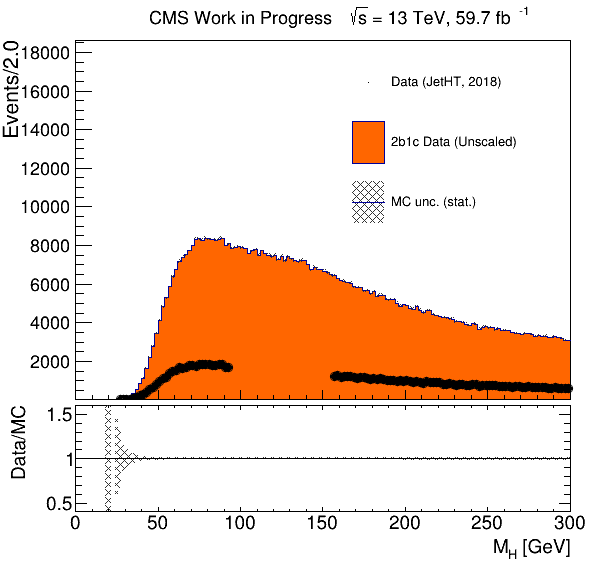 CMS Work in Progress √s = 13 TeV, 59.7 fb -1
Events/2.0
18000
16000
14000
12000
10000
8000
6000
4000
2000
Data (JetHT, 2018)
2b1c Data (Unscaled)
MC unc. (stat.)
Data/MC
1.5
1
0.5
0 50 100 150 200 250 300
M_H [GeV]